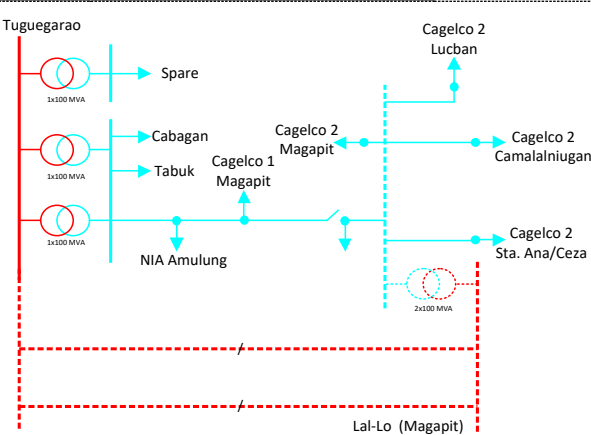 Tuguegarao
Cagelco 2
Lucban
Spare
1x100 MVA
Cabagan
Cagelco 2
Magapit
Cagelco 2
Camalalniugan
Tabuk
1x100 MVA
Cagelco 1
Magapit
1x100 MVA
NIA Amulung
Cagelco 2
Sta. Ana/Ceza
2x100 MVA
Lal-Lo (Magapit)